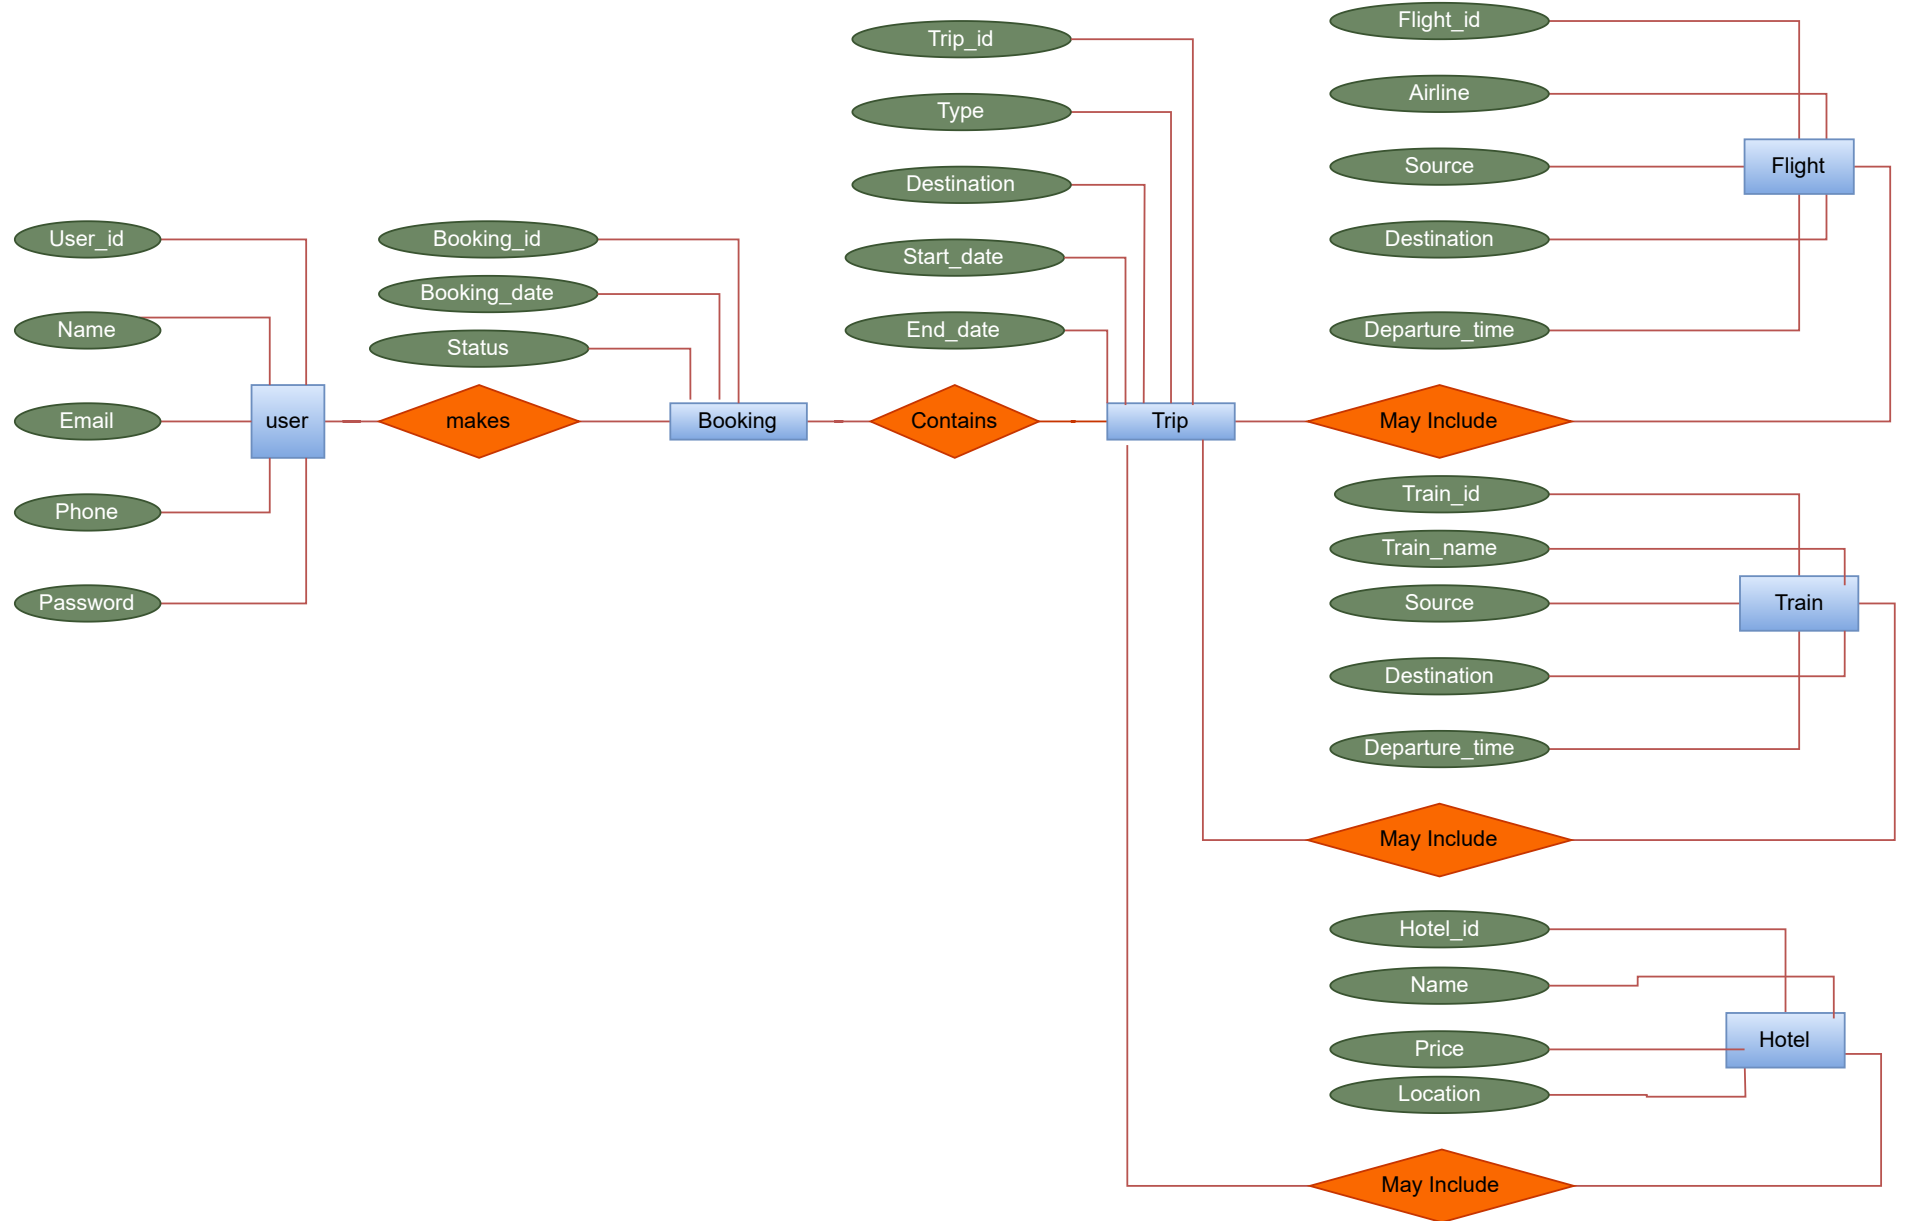 User_id
Name
Email
Phone
Password
user
makes
Booking_id
Booking_date
Status
Booking
Contains
Trip_id
Type
Destination
Start_date
End_date
Trip
May Include
Flight_id
Airline
Source
Destination
Departure_time
Flight
Train_id
Train_name
Source
Destination
Departure_time
Train
May Include
Hotel_id
Name
Price
Location
Hotel
May Include